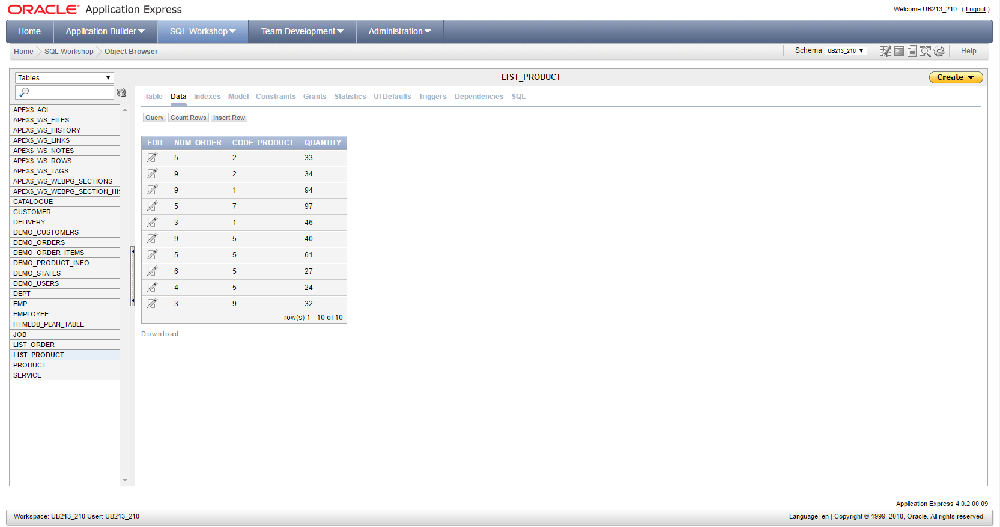 ORACLE Application Express
Welcome UB213_210 ( Logout )
Home Application Builder SQL Workshop Team Development Administration
Home SQL Workshop Object Browser Schema UB213_210 Help
Tables
LIST_PRODUCT
Create
Table Data Indexes Model Constraints Grants Statistics UI Defaults Triggers Dependencies SQL
Query Count Rows Insert Row
APEX$_ACL
APEX$_WS_FILES
APEX$_WS_HISTORY
APEX$_WS_LINKS
APEX$_WS_NOTES
APEX$_WS_ROWS
APEX$_WS_TAGS
APEX$_WS_WEBPG_SECTIONS
APEX$_WS_WEBPG_SECTION_HI
CATALOGUE
CUSTOMER
DELIVERY
DEMO_CUSTOMERS
DEMO_ORDERS
DEMO_ORDER_ITEMS
DEMO_PRODUCT_INFO
DEMO_STATES
DEMO_USERS
DEPT
EMP
EMPLOYEE
HTMLDB_PLAN_TABLE
JOB
LIST_ORDER
LIST_PRODUCT
PRODUCT
SERVICE
EDIT NUM_ORDER CODE_PRODUCT QUANTITY
5 2 33
9 2 34
9 1 94
5 7 97
3 1 46
9 5 40
5 5 61
6 5 27
4 5 24
3 9 32
row(s) 1 - 10 of 10
Download
Application Express 4.0.2.00.09
Workspace: UB213_210 User: UB213_210
Language: en | Copyright © 1999, 2010, Oracle. All rights reserved.